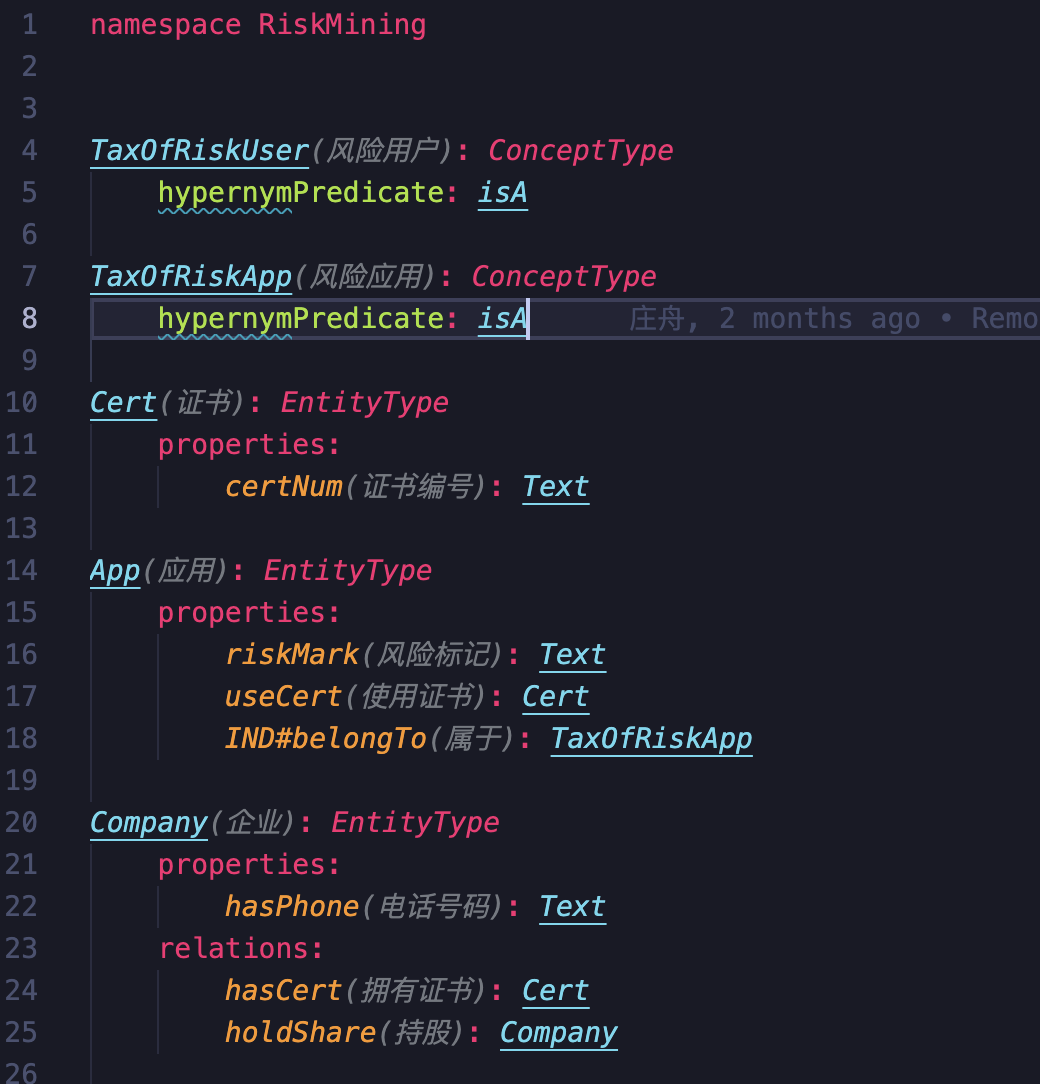 1 namespace RiskMining
2
3
4 TaxOfRiskUser(风险用户): ConceptType
5 hypernymPredicate: isA
6
7 TaxOfRiskApp(风险应用): ConceptType
8 hypernymPredicate: isA 庄舟, 2 months ago • Remo
9
10 Cert(证书): EntityType
11 properties:
12 certNum(证书编号): Text
13
14 App(应用): EntityType
15 properties:
16 riskMark(风险标记): Text
17 useCert(使用证书): Cert
18 IND#belongTo(属于): TaxOfRiskApp
19
20 Company(企业): EntityType
21 properties:
22 hasPhone(电话号码): Text
23 relations:
24 hasCert(拥有证书): Cert
25 holdShare(持股): Company
26